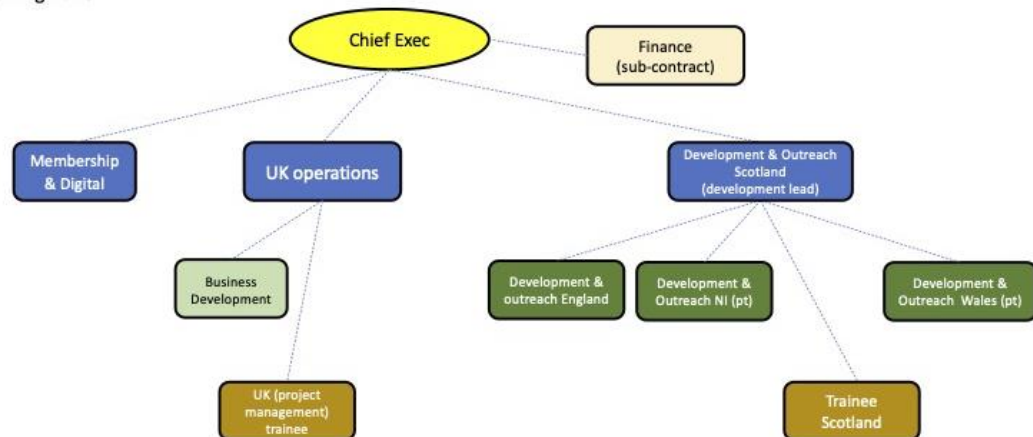 Chief Exec
Finance
(sub-contract)
Membership
& Digital
UK operations
Development & Outreach
Scotland
(development lead)
Business
Development
Development &
outreach England
Development &
Outreach NI (pt)
Development &
Outreach Wales (pt)
UK (project
management)
trainee
Trainee
Scotland